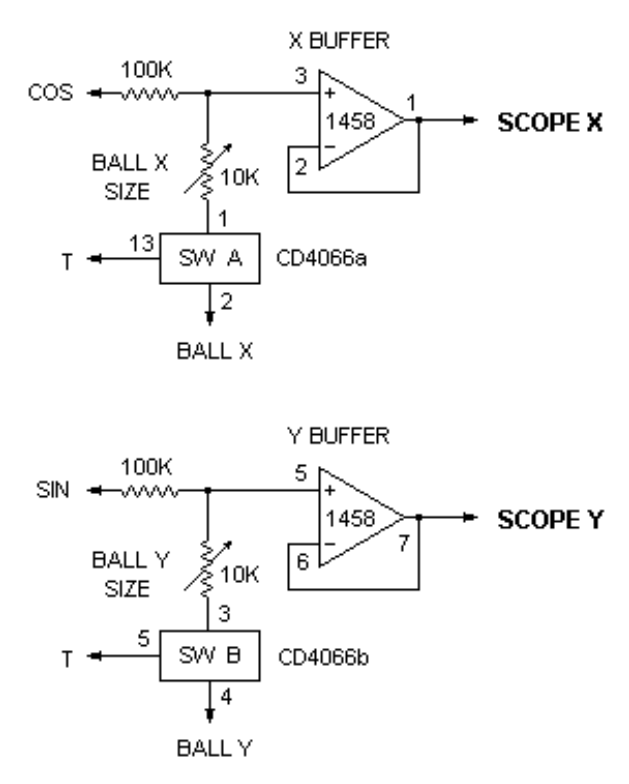 X BUFFER
100K
3
COS
+
1
1458
SCOPE X
−
2
BALL X
SIZE
10K
1
13
T
SW A
CD4066a
2
BALL X
Y BUFFER
100K
5
SIN
+
1458
SCOPE Y
−
7
6
BALL Y
SIZE
10K
3
5
T
SW B
CD4066b
4
BALL Y